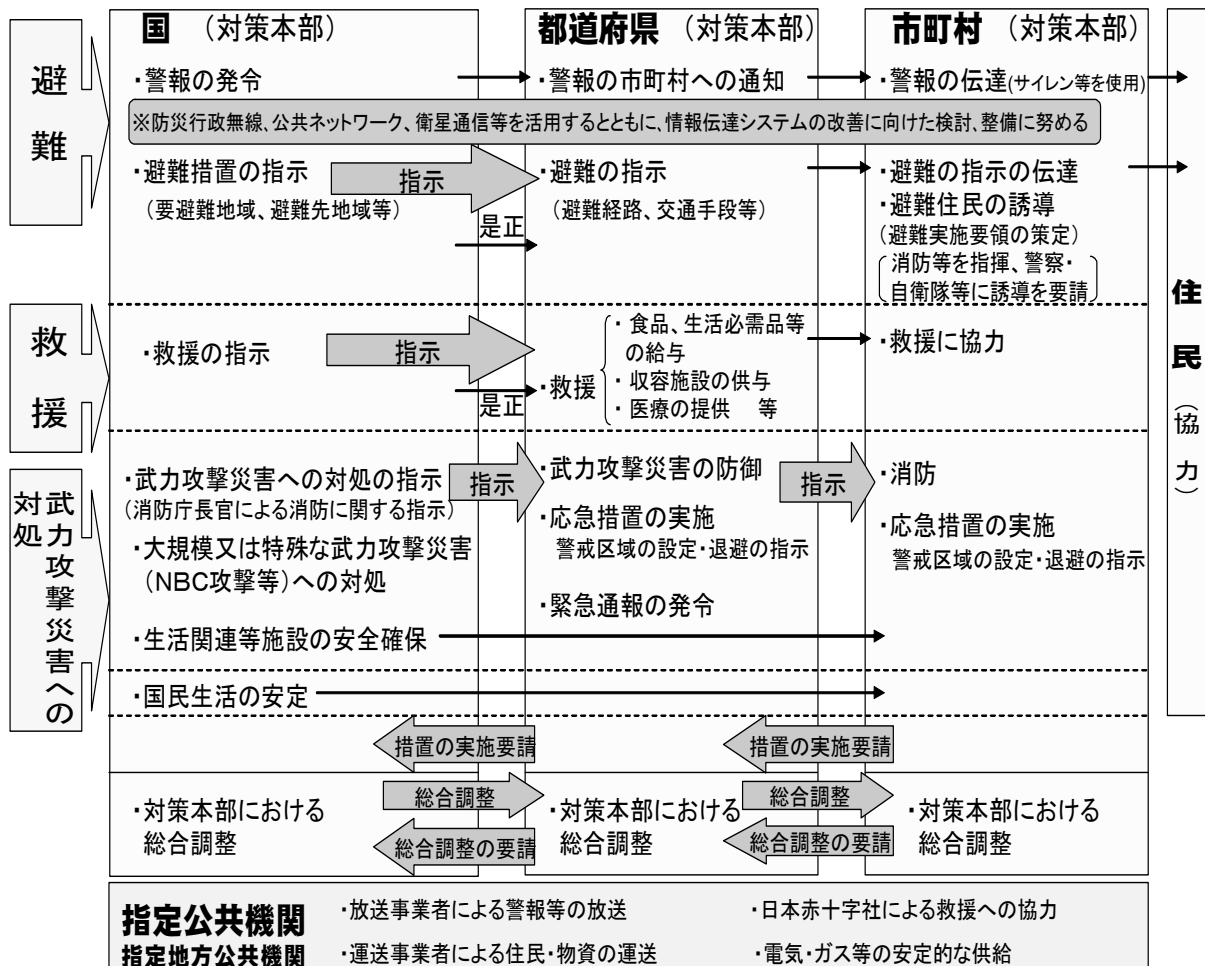 国（対策本部）
都道府県（対策本部）
市町村（対策本部）
避難
・警報の発令
・警報の市町村への通知
・警報の伝達(サイレン等を使用)
※防災行政無線、公共ネットワーク、衛星通信等を活用するとともに、情報伝達システムの改善に向けた検討、整備に努める
・避難措置の指示
（要避難地域、避難先地域等）
指示
是正
・避難の指示
（避難経路、交通手段等）
・避難の指示の伝達
・避難住民の誘導
（避難実施要領の策定）
消防等を指揮、警察・
自衛隊等に誘導を要請
住民（協力）
救援
・救援の指示
指示
是正
・救援
・食品、生活必需品等
の給与
・収容施設の供与
・医療の提供　等
・救援に協力
武力攻撃災害への
対処
・武力攻撃災害への対処の指示
（消防庁長官による消防に関する指示）
・大規模又は特殊な武力攻撃災害
（NBC攻撃等）への対処
・生活関連等施設の安全確保
指示
・武力攻撃災害の防御
・応急措置の実施
警戒区域の設定・退避の指示
・緊急通報の発令
指示
・消防
・応急措置の実施
警戒区域の設定・退避の指示
・国民生活の安定
措置の実施要請
措置の実施要請
・対策本部における
総合調整
総合調整
総合調整の要請
・対策本部における
総合調整
総合調整
総合調整の要請
・対策本部における
総合調整
指定公共機関
指定地方公共機関
・放送事業者による警報等の放送
・日本赤十字社による救援への協力
・運送事業者による住民・物資の運送
・電気・ガス等の安定的な供給